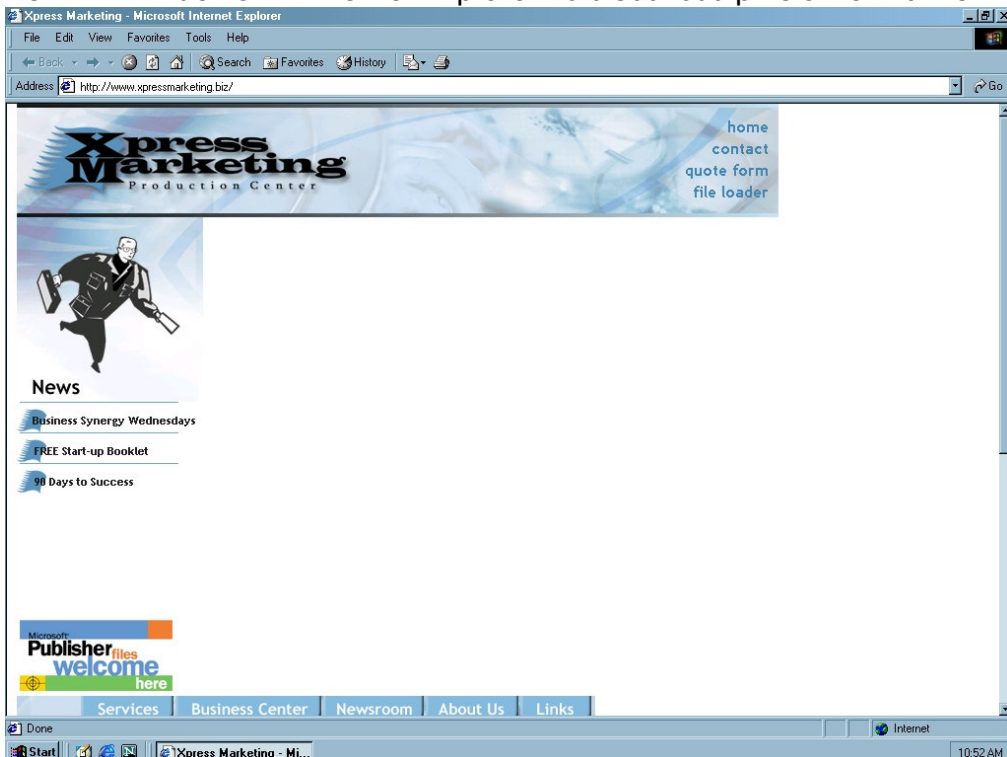 Xpress Marketing - Microsoft Internet Explorer
File Edit View Favorites Tools Help
Back Search Favorites History
Address http://www.xpressmarketing.biz/ Go
Xpress
Marketing
Production Center
home
contact
quote form
file loader
News
Business Synergy Wednesdays
FREE Start-up Booklet
90 Days to Success
Microsoft
Publisher files
welcome
here
Services Business Center Newsroom About Us Links
Done Internet
Start Xpress Marketing - Mi... 10:52 AM